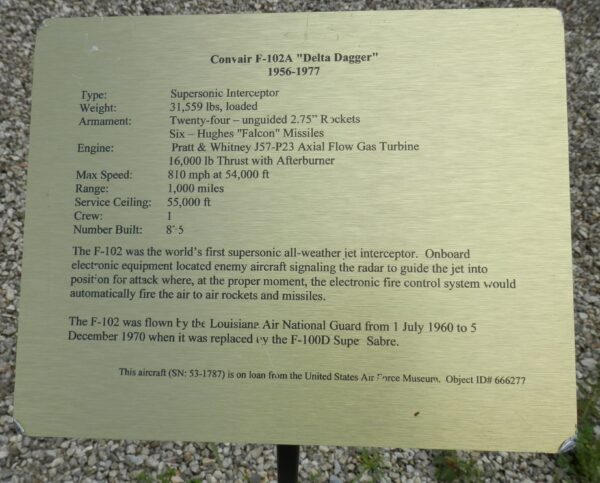 Convair F-102A "Delta Dagger"
1956-1977
Type: Supersonic Interceptor
Weight: 31,559 lbs, loaded
Armament: Twenty-four – unguided 2.75" Rockets
Six – Hughes "Falcon" Missiles
Engine: Pratt & Whitney J57-P23 Axial Flow Gas Turbine
16,000 lb Thrust with Afterburner
Max Speed: 810 mph at 54,000 ft
Range: 1,000 miles
Service Ceiling: 55,000 ft
Crew: 1
Number Built:
The F-102 was the world's first supersonic all-weather jet interceptor. Onboard
electronic equipment located enemy aircraft signaling the radar to guide the jet into
position for attack where, at the proper moment, the electronic fire control system would
automatically fire the air to air rockets and missiles.
The F-102 was flown by the Louisiana Air National Guard from 1 July 1960 to 5
December 1970 when it was replaced by the F-100D Super Sabre.
This aircraft (SN: 53-1787) is on loan from the United States Air Force Museum. Object ID# 666277